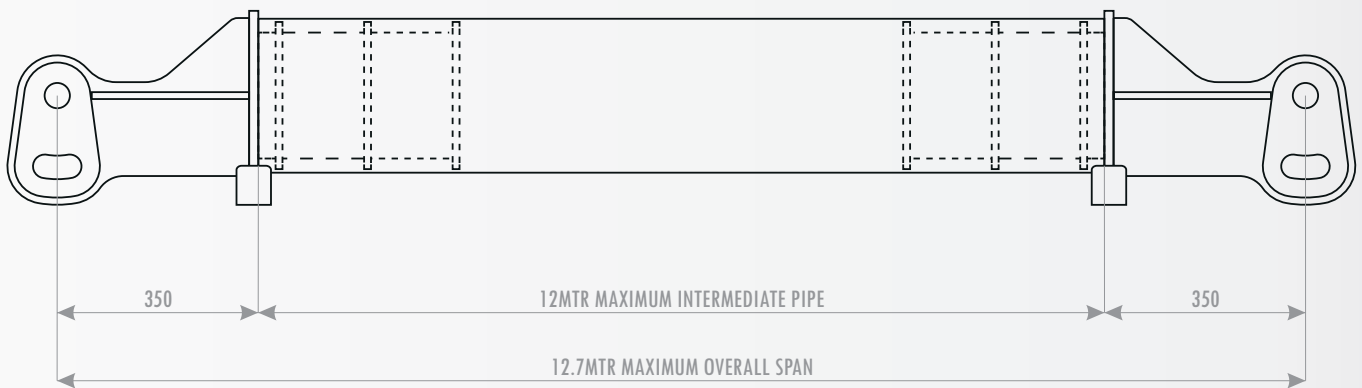 350
12MTR MAXIMUM INTERMEDIATE PIPE
350
12.7MTR MAXIMUM OVERALL SPAN